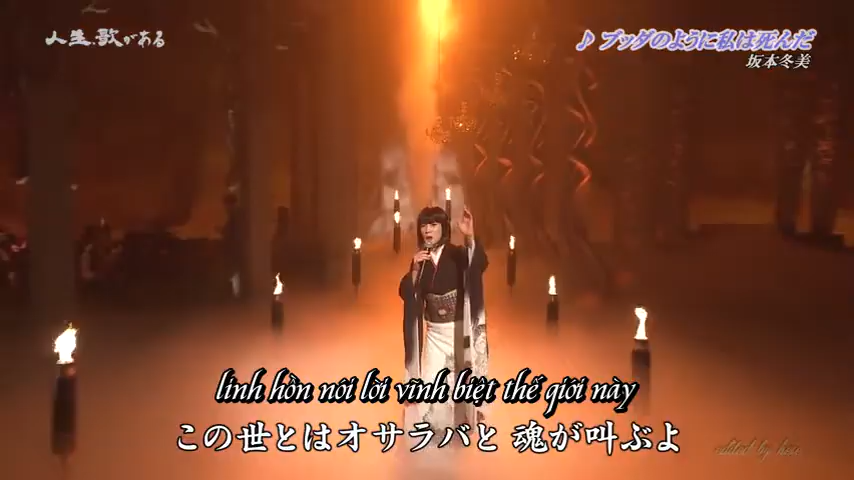 人生、歌がある
♪ ブッダのように私は死んだ
坂本冬美
linh hồn nói lời vĩnh biệt thế giới này
この世とはオサラバと 魂が叫ぶよ
edited by